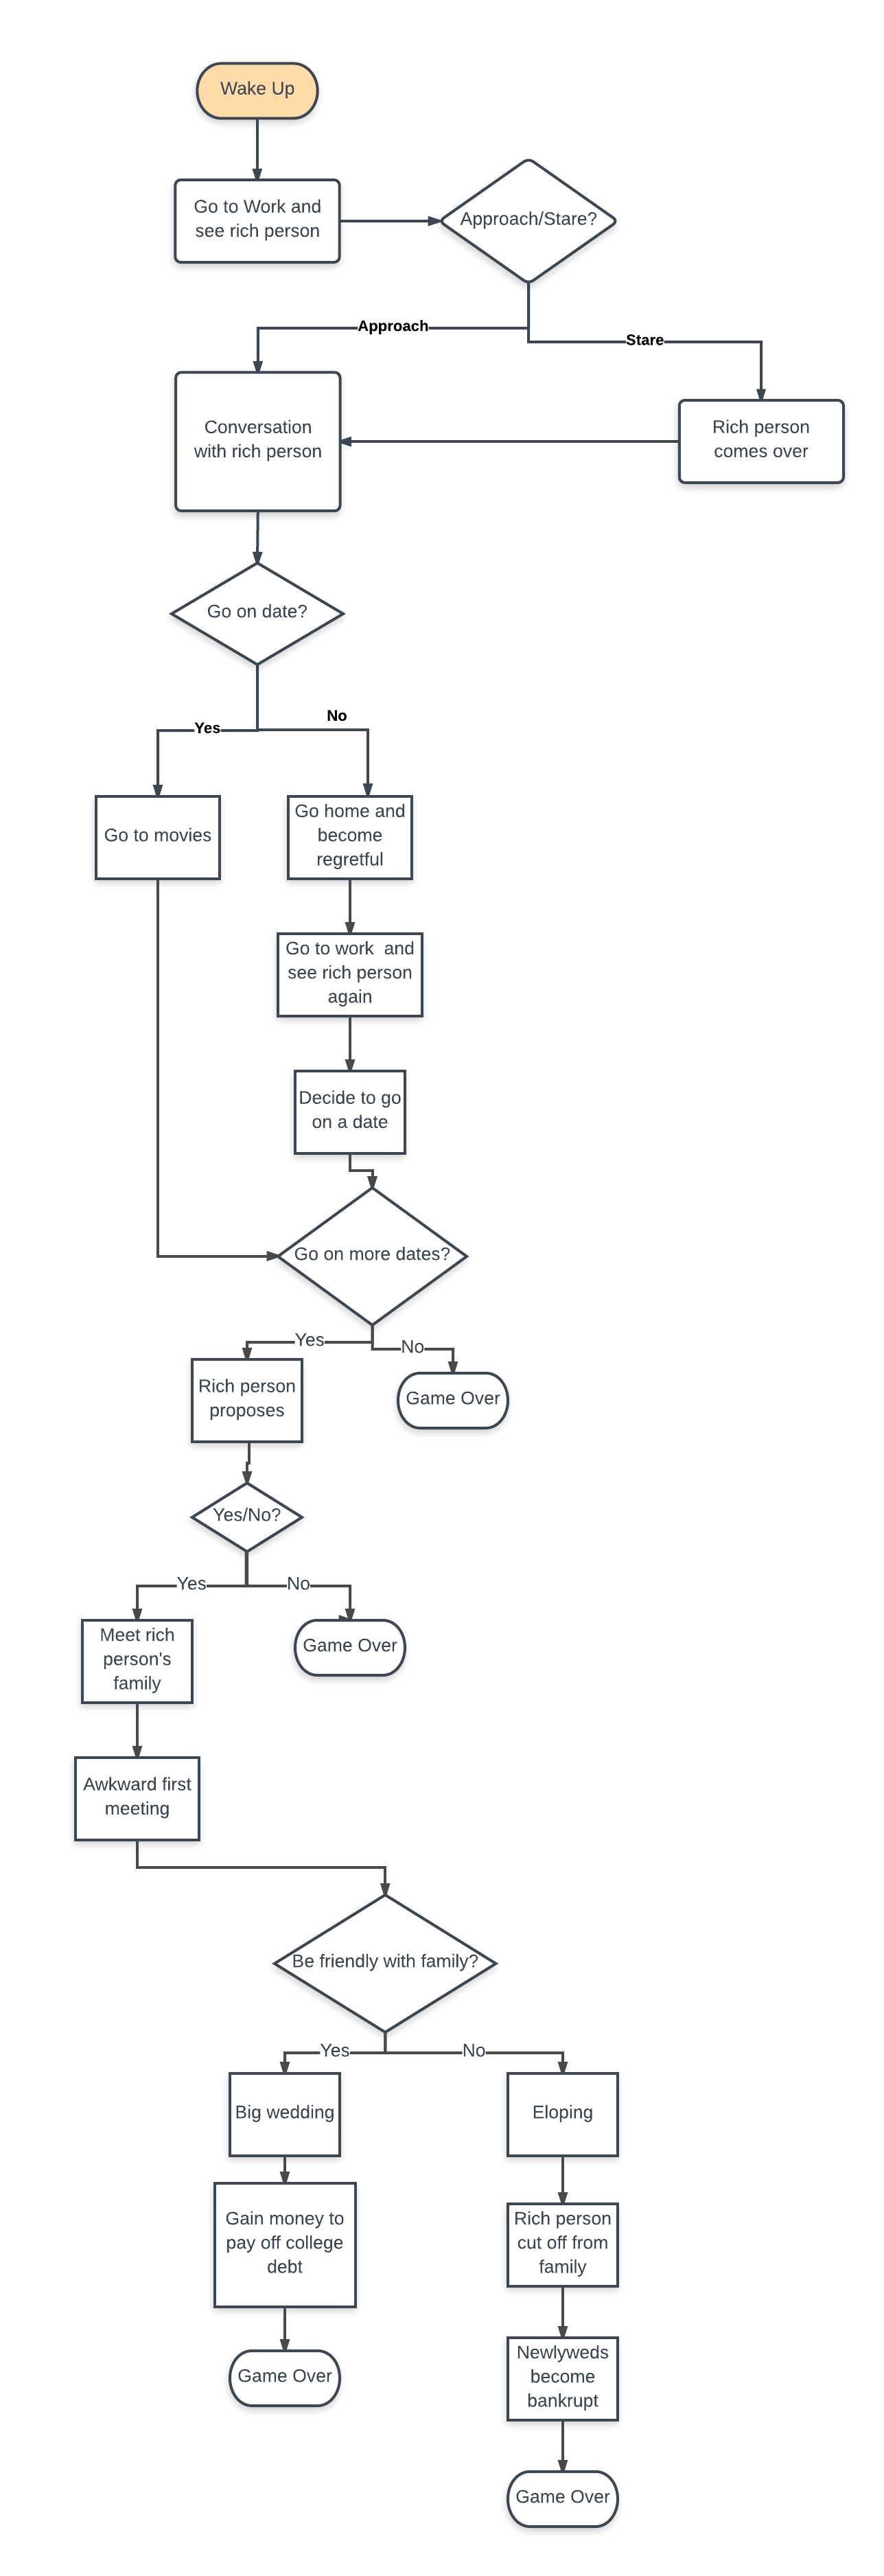 Wake Up
Go to Work and
see rich person
Approach/Stare?
Approach
Stare
Conversation
with rich person
Rich person
comes over
Go on date?
Yes
No
Go to movies
Go home and
become
regretful
Go to work  and
see rich person
again
Decide to go
on a date
Go on more dates?
Yes
No
Rich person
proposes
Game Over
Yes/No?
Yes
No
Meet rich
person's
family
Game Over
Awkward first
meeting
Be friendly with family?
Yes
No
Big wedding
Eloping
Gain money to
pay off college
debt
Rich person
cut off from
family
Game Over
Newlyweds
become
bankrupt
Game Over